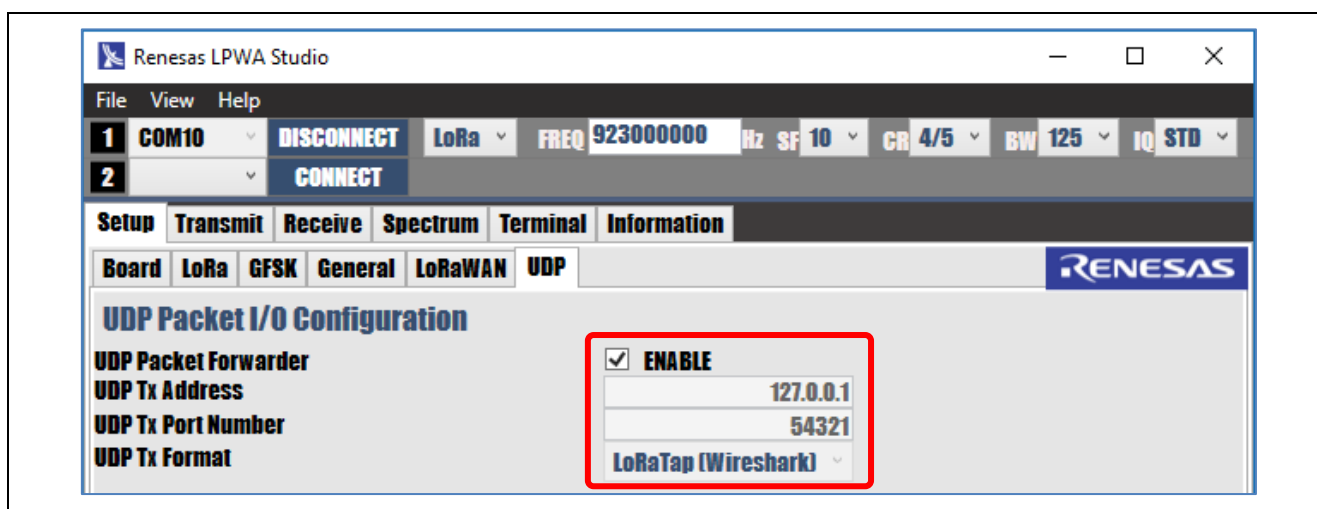 Renesas LPWA Studio
File View Help
1 COM10 DISCONNECT LoRa FREQ 923000000 Hz SF 10 CR 4/5 BW 125 IQ STD
2 CONNECT
Setup Transmit Receive Spectrum Terminal Information
Board LoRa GFSK General LoRaWAN UDP RENESAS
UDP Packet I/O Configuration
UDP Packet Forwarder ENABLE
UDP Tx Address 127.0.0.1
UDP Tx Port Number 54321
UDP Tx Format LoRaTap (Wireshark)